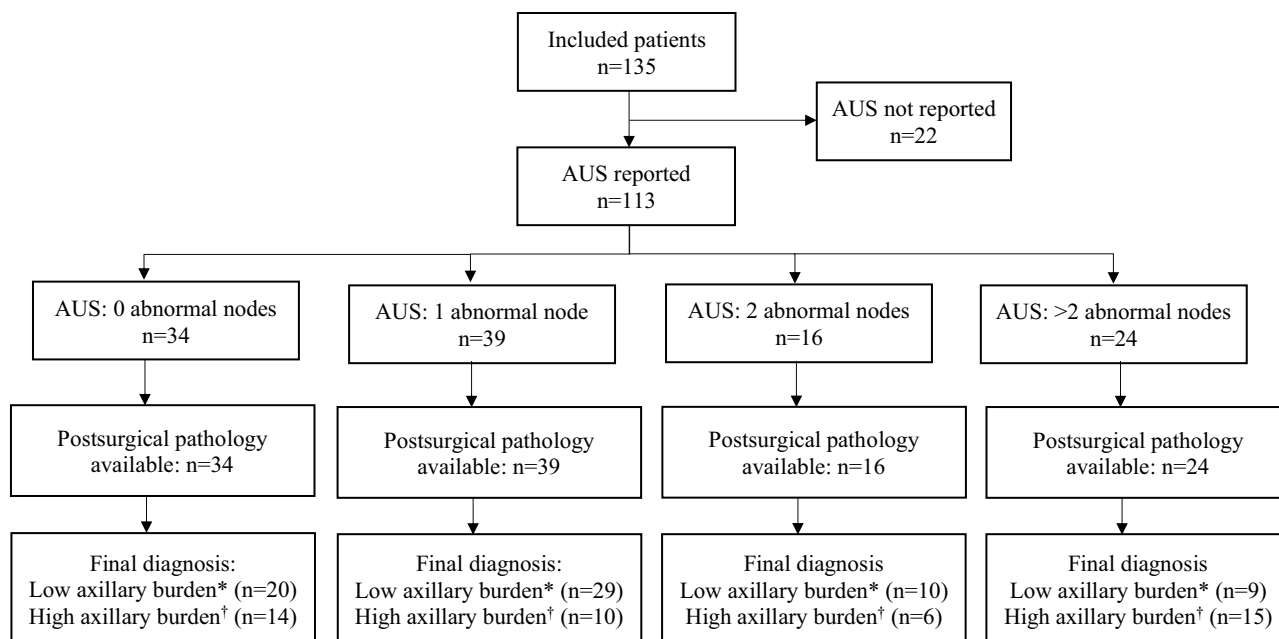 Included patients
n=135
AUS not reported
n=22
AUS reported
n=113
AUS: 0 abnormal nodes
n=34
AUS: 1 abnormal node
n=39
AUS: 2 abnormal nodes
n=16
AUS: >2 abnormal nodes
n=24
Postsurgical pathology
available: n=34
Postsurgical pathology
available: n=39
Postsurgical pathology
available: n=16
Postsurgical pathology
available: n=24
Final diagnosis:
Low axillary burden* (n=20)
High axillary burden† (n=14)
Final diagnosis:
Low axillary burden* (n=29)
High axillary burden† (n=10)
Final diagnosis
Low axillary burden* (n=10)
High axillary burden† (n=6)
Final diagnosis
Low axillary burden* (n=9)
High axillary burden† (n=15)